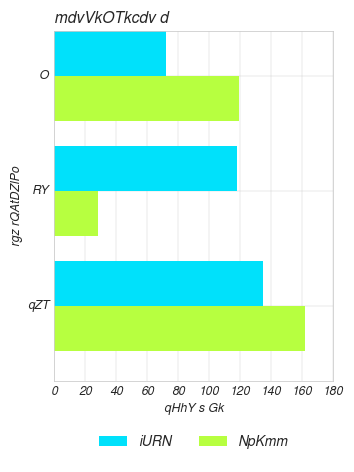 mdvVkOTkcdv d
rgz rQAtDZlPo
O
RY
qZT
0 20 40 60 80 100 120 140 160 180
qHhY s Gk
iURN NpKmm